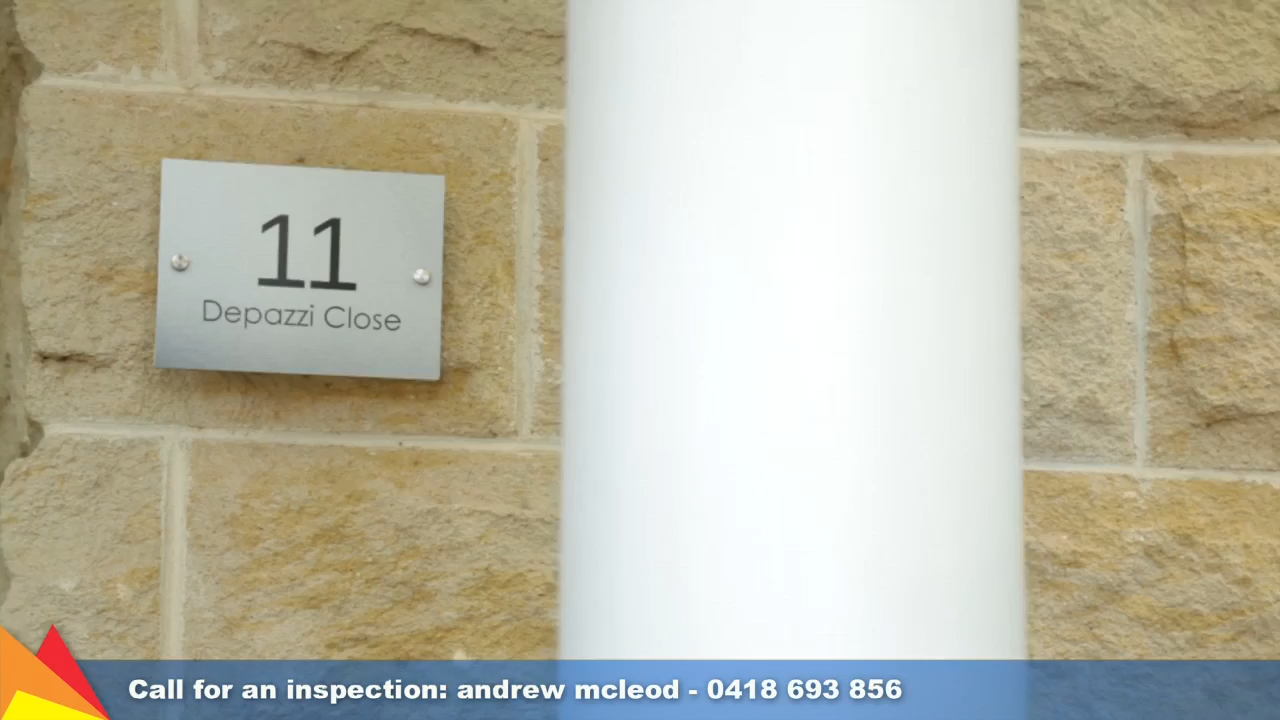 11
Depazzi Close
Call for an inspection: andrew mcleod - 0418 693 856